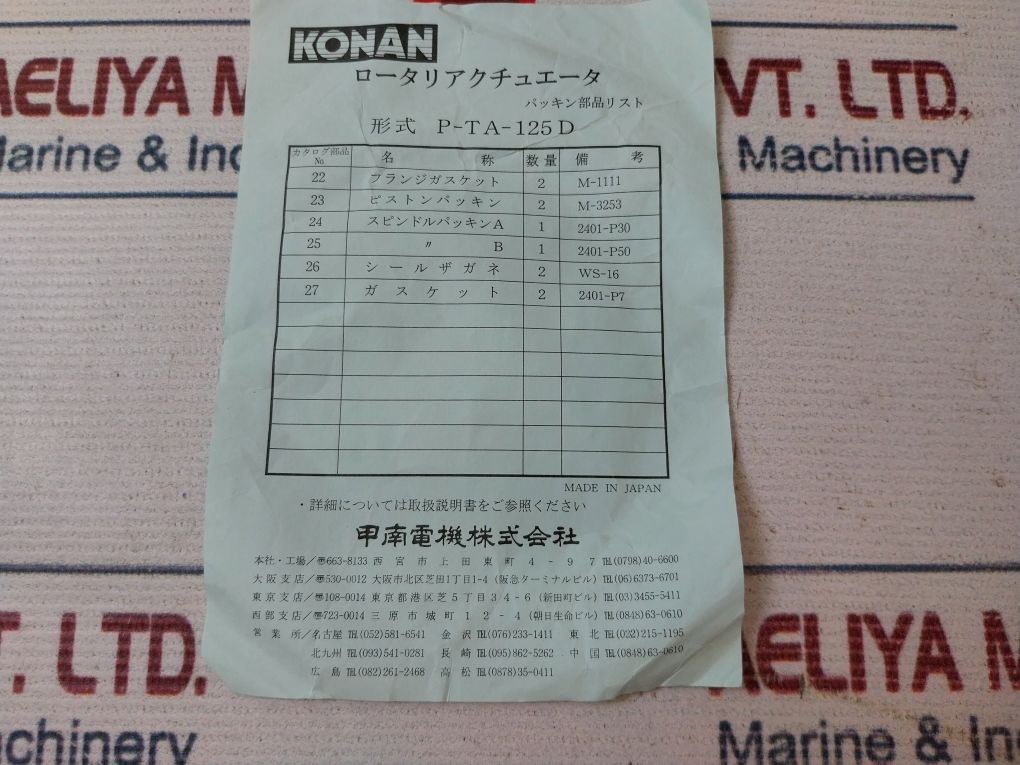 KONAN
ロータリアクチュエータ
パッキン部品リスト
形式 P-TA-125D
カタログ部品№ 名称 数量 備考
22 フランジガスケット 2 M-1111
23 ピストンパッキン 2 M-3253
24 スピンドルパッキンA 1 2401-P30
25 〃 B 1 2401-P50
26 シールザガネ 2 WS-16
27 ガスケット 2 2401-P7
MADE IN JAPAN
・詳細については取扱説明書をご参照ください
甲南電機株式会社
本社・工場/〒663-8133 西宮市上田東町4-97 ℡(0798)40-6600
大阪支店/〒530-0012 大阪市北区芝田1丁目1-4 (阪急ターミナルビル) ℡(06)6373-6701
東京支店/〒108-0014 東京都港区芝5丁目34-6 (新田町ビル) ℡(03)3455-5411
西部支店/〒723-0014 三原市城町12-4 (朝日生命ビル) ℡(0848)63-0610
営業所/名古屋 ℡(052)581-6541 金沢 ℡(076)233-1411 東北 ℡(022)215-1195
北九州 ℡(093)541-0281 長崎 ℡(095)862-5262 中国 ℡(0848)63-0610
広島 ℡(082)261-2468 高松 ℡(0878)35-0411
AELIYA M
VT. LTD.
Marine & Ind
Machinery
VT. LTD.
AELIYA M
achinery
Marine & In